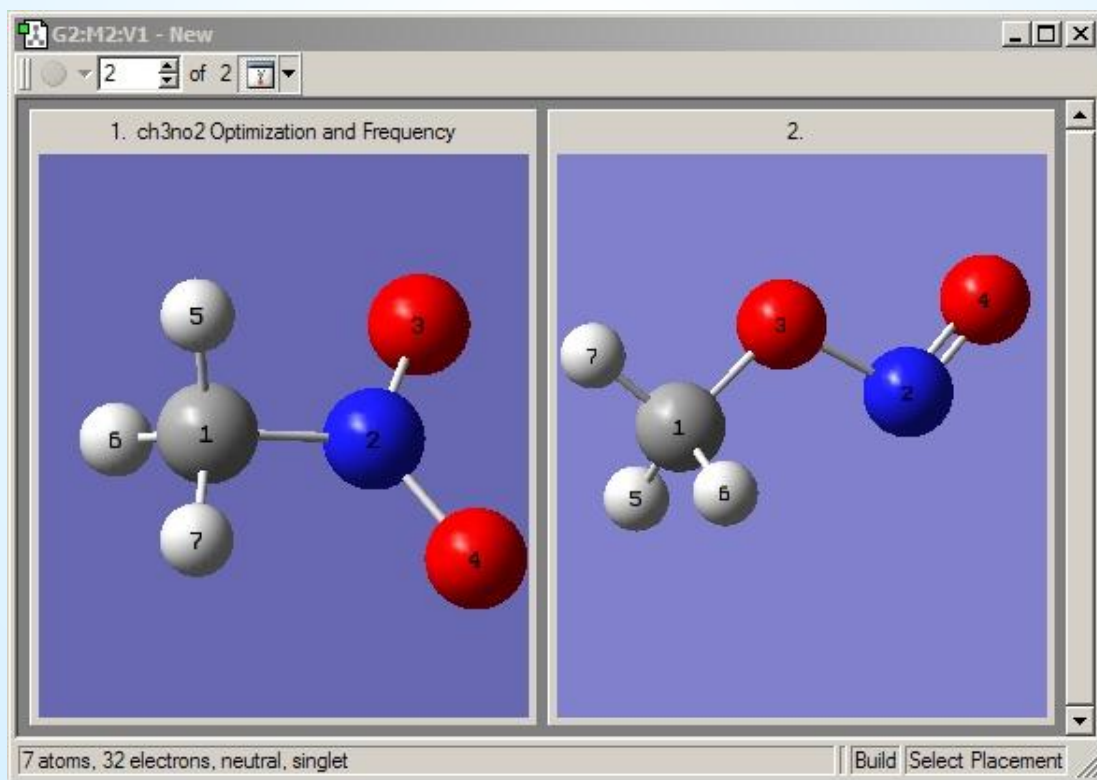 G2:M2:V1 - New
2 of 2
1. ch3no2 Optimization and Frequency
2.
5
3
6
1
2
7
4
4
3
7
2
1
5
6
7 atoms, 32 electrons, neutral, singlet
Build
Select Placement